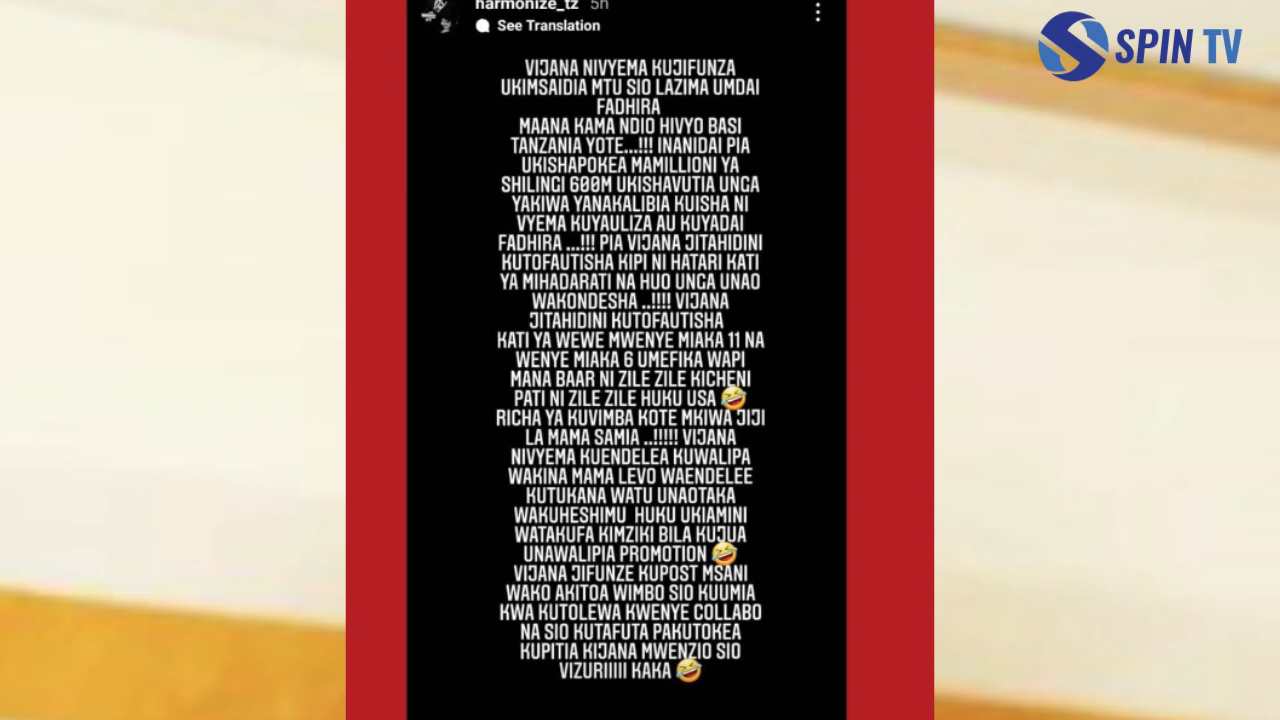 harmonize_tz 5h
See Translation
SPIN TV
VIJANA NIVYEMA KUJIFUNZA
UKIMSAIDIA MTU SIO LAZIMA UMDAI
FADHIRA
MAANA KAMA NDIO HIVYO BASI
TANZANIA YOTE...!!! INANIDAI PIA
UKISHAPOKEA MAMILLIONI YA
SHILINGI 600M UKISHAVUTIA UNGA
YAKIWA YANAKALIBIA KUISHA NI
VYEMA KUYAULIZA AU KUYADAI
FADHIRA ...!!! PIA VIJANA JITAHIDINI
KUTOFAUTISHA KIPI NI HATARI KATI
YA MIHADARATI NA HUO UNGA UNAO
WAKONDESHA ..!!!! VIJANA
JITAHIDINI KUTOFAUTISHA
KATI YA WEWE MWENYE MIAKA 11 NA
WENYE MIAKA 6 UMEFIKA WAPI
MANA BAAR NI ZILE ZILE KICHENI
PATI NI ZILE ZILE HUKU USA 🤣
RICHA YA KUVIMBA KOTE MKIWA JIJI
LA MAMA SAMIA ..!!!!! VIJANA
NIVYEMA KUENDELEA KUWALIPA
WAKINA MAMA LEVO WAENDELEE
KUTUKANA WATU UNAOTAKA
WAKUHESHIMU HUKU UKIAMINI
WATAKUFA KIMZIKI BILA KUJUA
UNAWALIPIA PROMOTION 🤣
VIJANA JIFUNZE KUPOST MSANI
WAKO AKITOA WIMBO SIO KUUMIA
KWA KUTOLEWA KWENYE COLLABO
NA SIO KUTAFUTA PAKUTOKEA
KUPITIA KIJANA MWENZIO SIO
VIZURIIIII KAKA 🤣